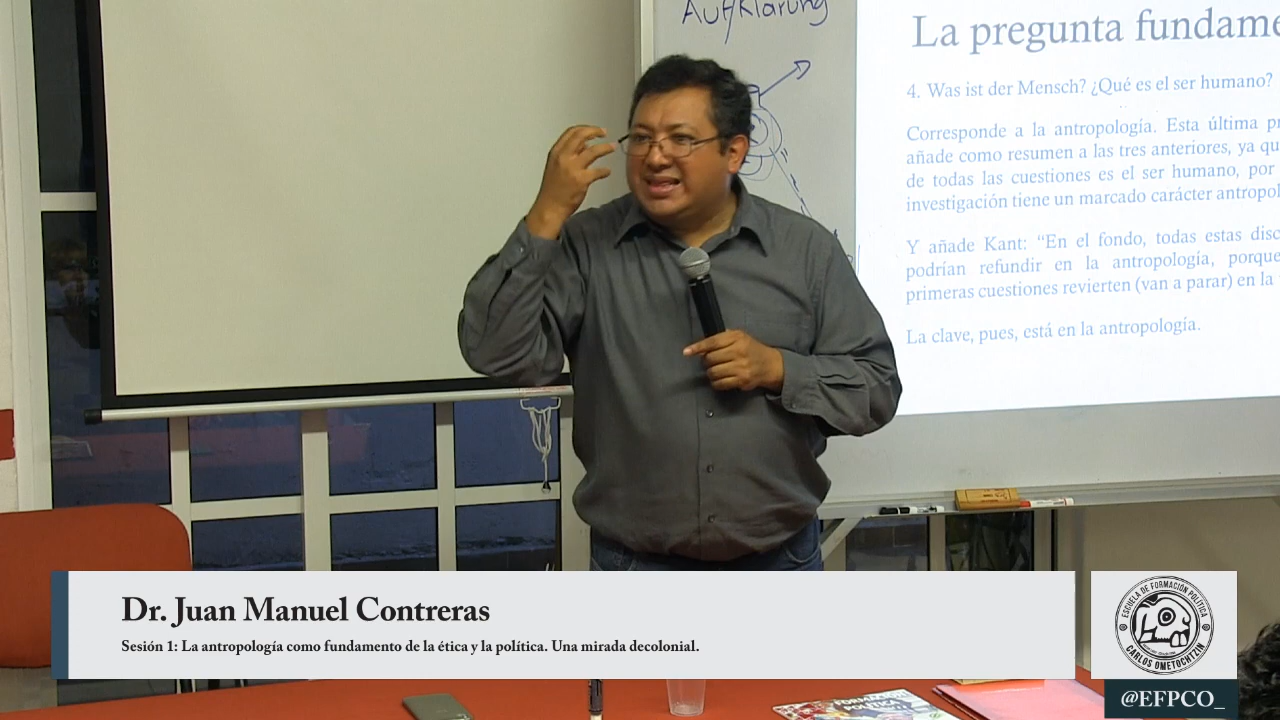 Aufklärung
La pregunta fundame
4. Was ist der Mensch? ¿Qué es el ser humano?
Corresponde a la antropología. Esta última pr
añade como resumen a las tres anteriores, ya qu
de todas las cuestiones es el ser humano, por
investigación tiene un marcado carácter antropol
Y añade Kant: “En el fondo, todas estas disc
podrían refundir en la antropología, porque
primeras cuestiones revierten (van a parar) en la
La clave, pues, está en la antropología.
Dr. Juan Manuel Contreras
Sesión 1: La antropología como fundamento de la ética y la política. Una mirada decolonial.
ESCUELA DE FORMACIÓN POLÍTICA
CARLOS OMETOCHTZIN
@EFPCO_
FORMACIÓN
POLÍTICA